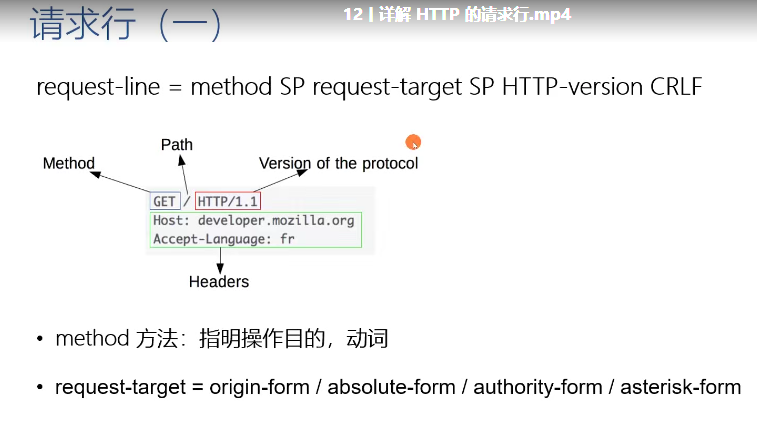 请求行（一）
12 | 详解 HTTP 的请求行.mp4
request-line = method SP request-target SP HTTP-version CRLF
Path
Method
Version of the protocol
GET / HTTP/1.1
Host: developer.mozilla.org
Accept-Language: fr
Headers
• method 方法：指明操作目的，动词
• request-target = origin-form / absolute-form / authority-form / asterisk-form